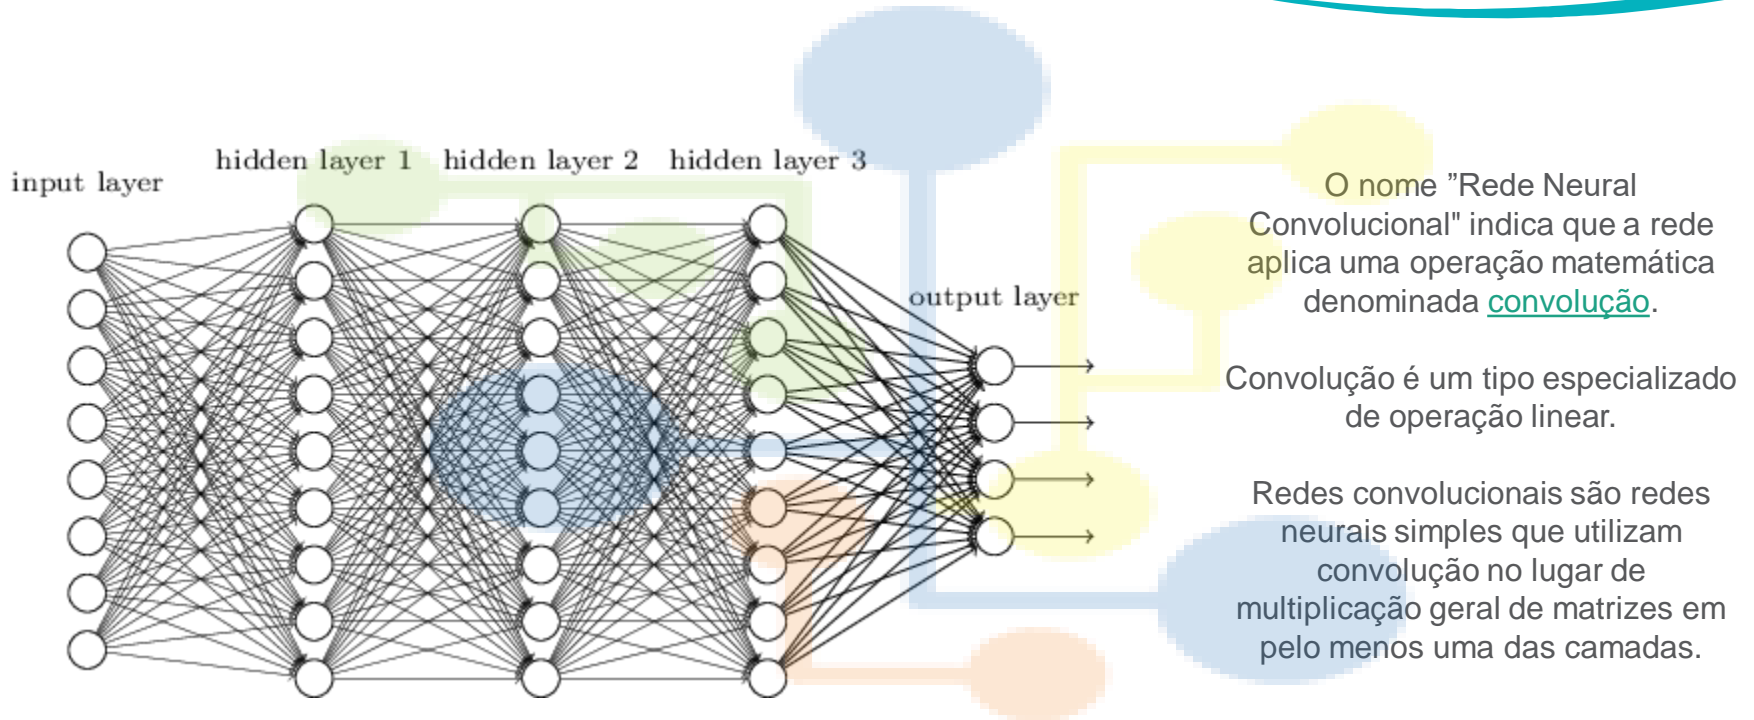 input layer
hidden layer 1
hidden layer 2
hidden layer 3
output layer
O nome ”Rede Neural
Convolucional" indica que a rede
aplica uma operação matemática
denominada convolução.
Convolução é um tipo especializado
de operação linear.
Redes convolucionais são redes
neurais simples que utilizam
convolução no lugar de
multiplicação geral de matrizes em
pelo menos uma das camadas.